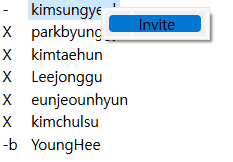 - kimsungye
Invite
X parkbyung
X kimtaehun
X Leejonggu
X eunjeounhyun
X kimchulsu
-b YoungHee